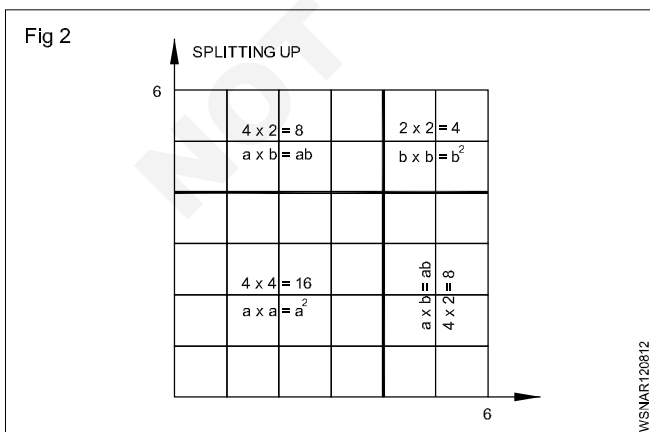 Fig 2
SPLITTING UP
6
4 x 2 = 8
a x b = ab
2 x 2 = 4
b x b = b²
4 x 4 = 16
a x a = a²
a x b = ab
4 x 2 = 8
6
WSNAR120812
NOT